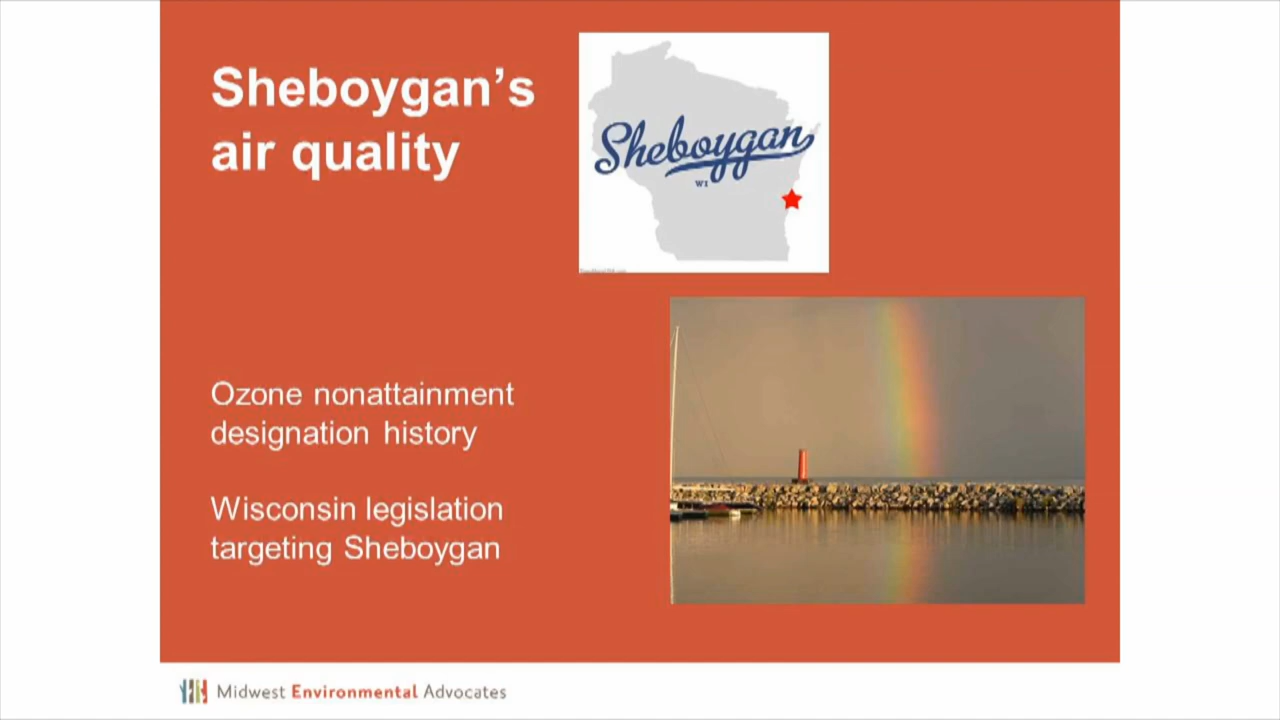 Sheboygan's
air quality
Sheboygan
WI
Ozone nonattainment
designation history
Wisconsin legislation
targeting Sheboygan
Midwest Environmental Advocates